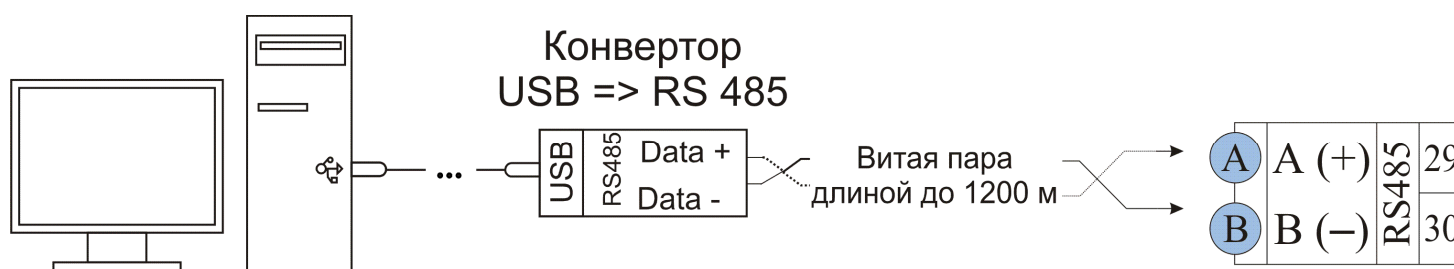 Конвертор
USB => RS 485
USB
RS485
Data +
Data -
...
Витая пара
длиной до 1200 м
A
A (+)
B
B (–)
RS485
29
30